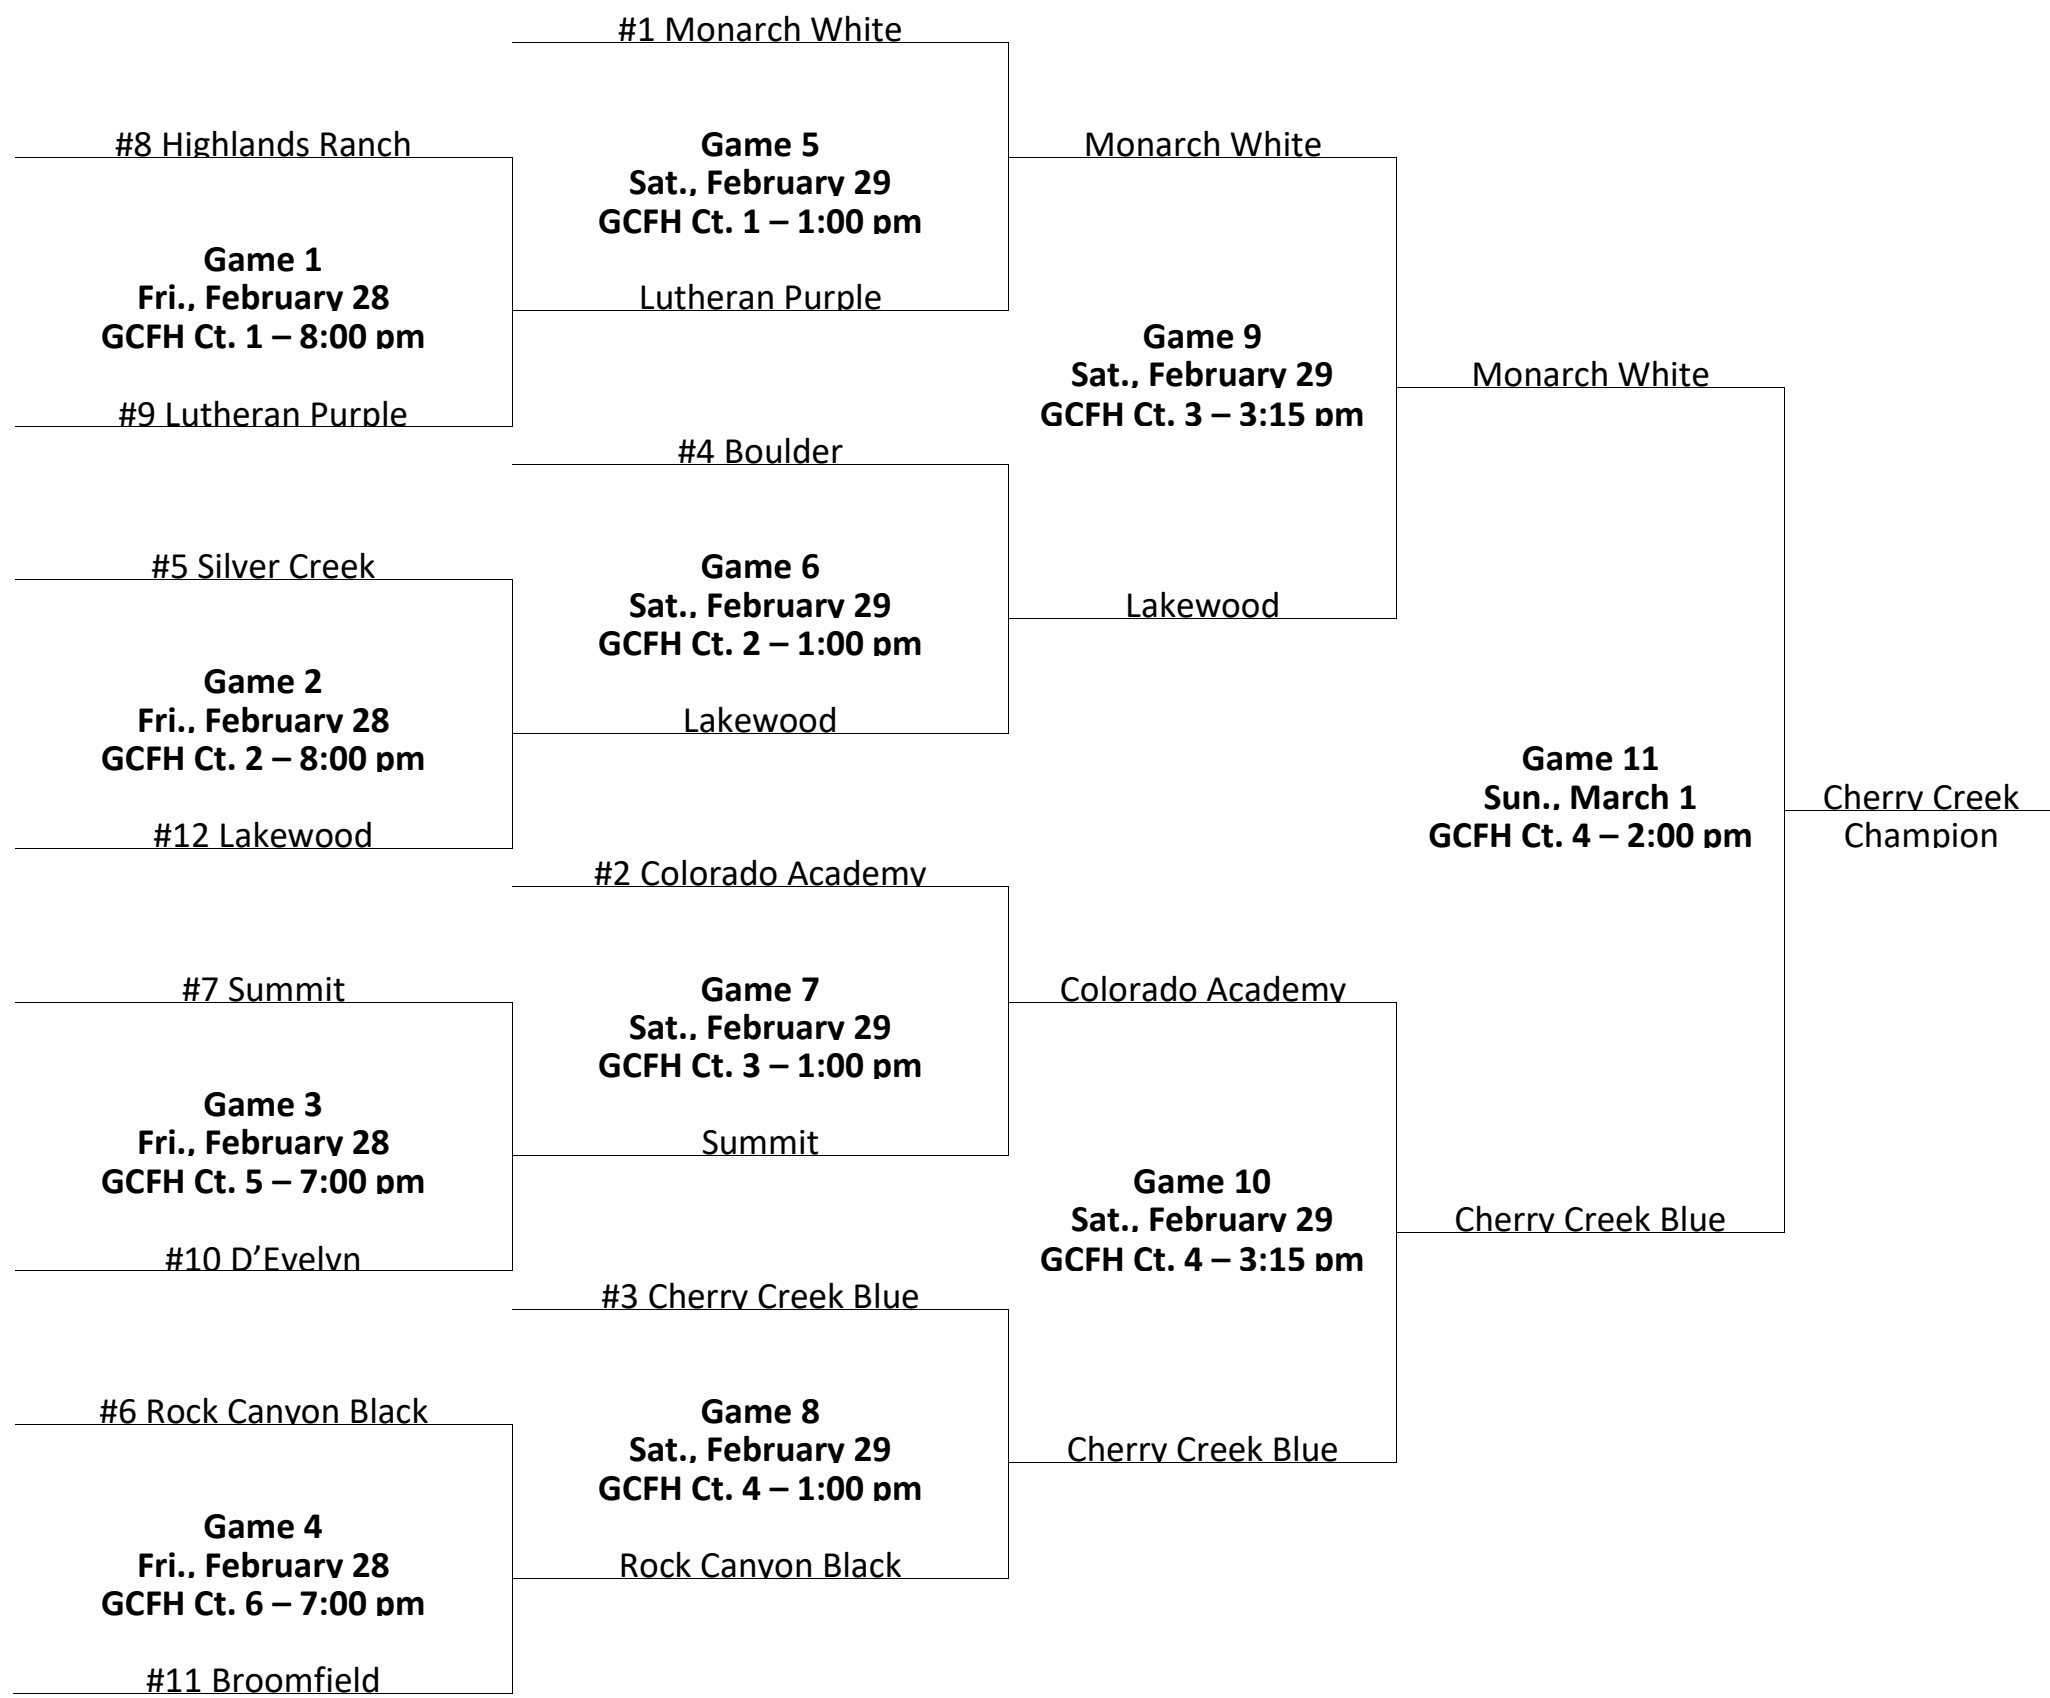 #1 Monarch White
#8 Highlands Ranch
Game 5
Sat., February 29
GCFH Ct. 1 – 1:00 pm
Monarch White
Game 1
Fri., February 28
GCFH Ct. 1 – 8:00 pm
Lutheran Purple
#9 Lutheran Purple
Game 9
Sat., February 29
GCFH Ct. 3 – 3:15 pm
Monarch White
#4 Boulder
#5 Silver Creek
Game 6
Sat., February 29
GCFH Ct. 2 – 1:00 pm
Lakewood
Game 2
Fri., February 28
GCFH Ct. 2 – 8:00 pm
Lakewood
#12 Lakewood
Game 11
Sun., March 1
GCFH Ct. 4 – 2:00 pm
Cherry Creek
Champion
#2 Colorado Academy
#7 Summit
Game 7
Sat., February 29
GCFH Ct. 3 – 1:00 pm
Colorado Academy
Game 3
Fri., February 28
GCFH Ct. 5 – 7:00 pm
Summit
#10 D’Evelyn
Game 10
Sat., February 29
GCFH Ct. 4 – 3:15 pm
Cherry Creek Blue
#3 Cherry Creek Blue
#6 Rock Canyon Black
Game 8
Sat., February 29
GCFH Ct. 4 – 1:00 pm
Cherry Creek Blue
Game 4
Fri., February 28
GCFH Ct. 6 – 7:00 pm
Rock Canyon Black
#11 Broomfield